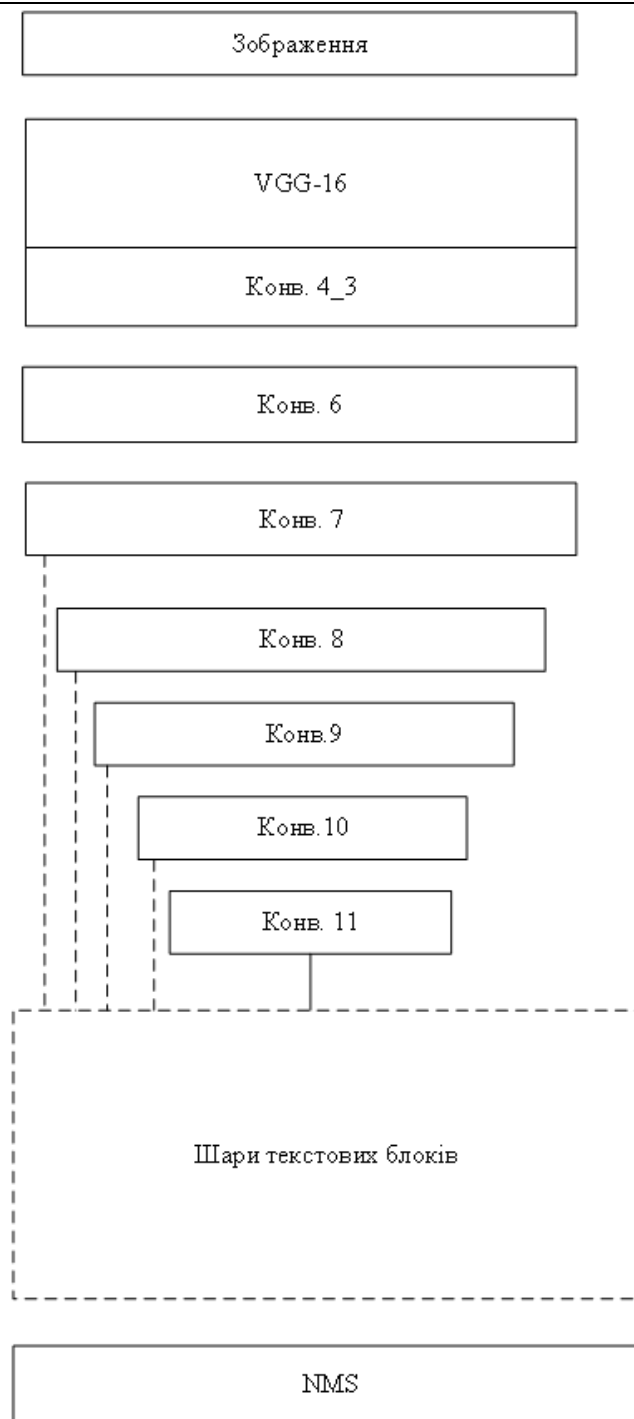 Зображення
VGG-16
Конв. 4_3
Конв. 6
Конв. 7
Конв. 8
Конв.9
Конв.10
Конв. 11
Шари текстових блоків
NMS